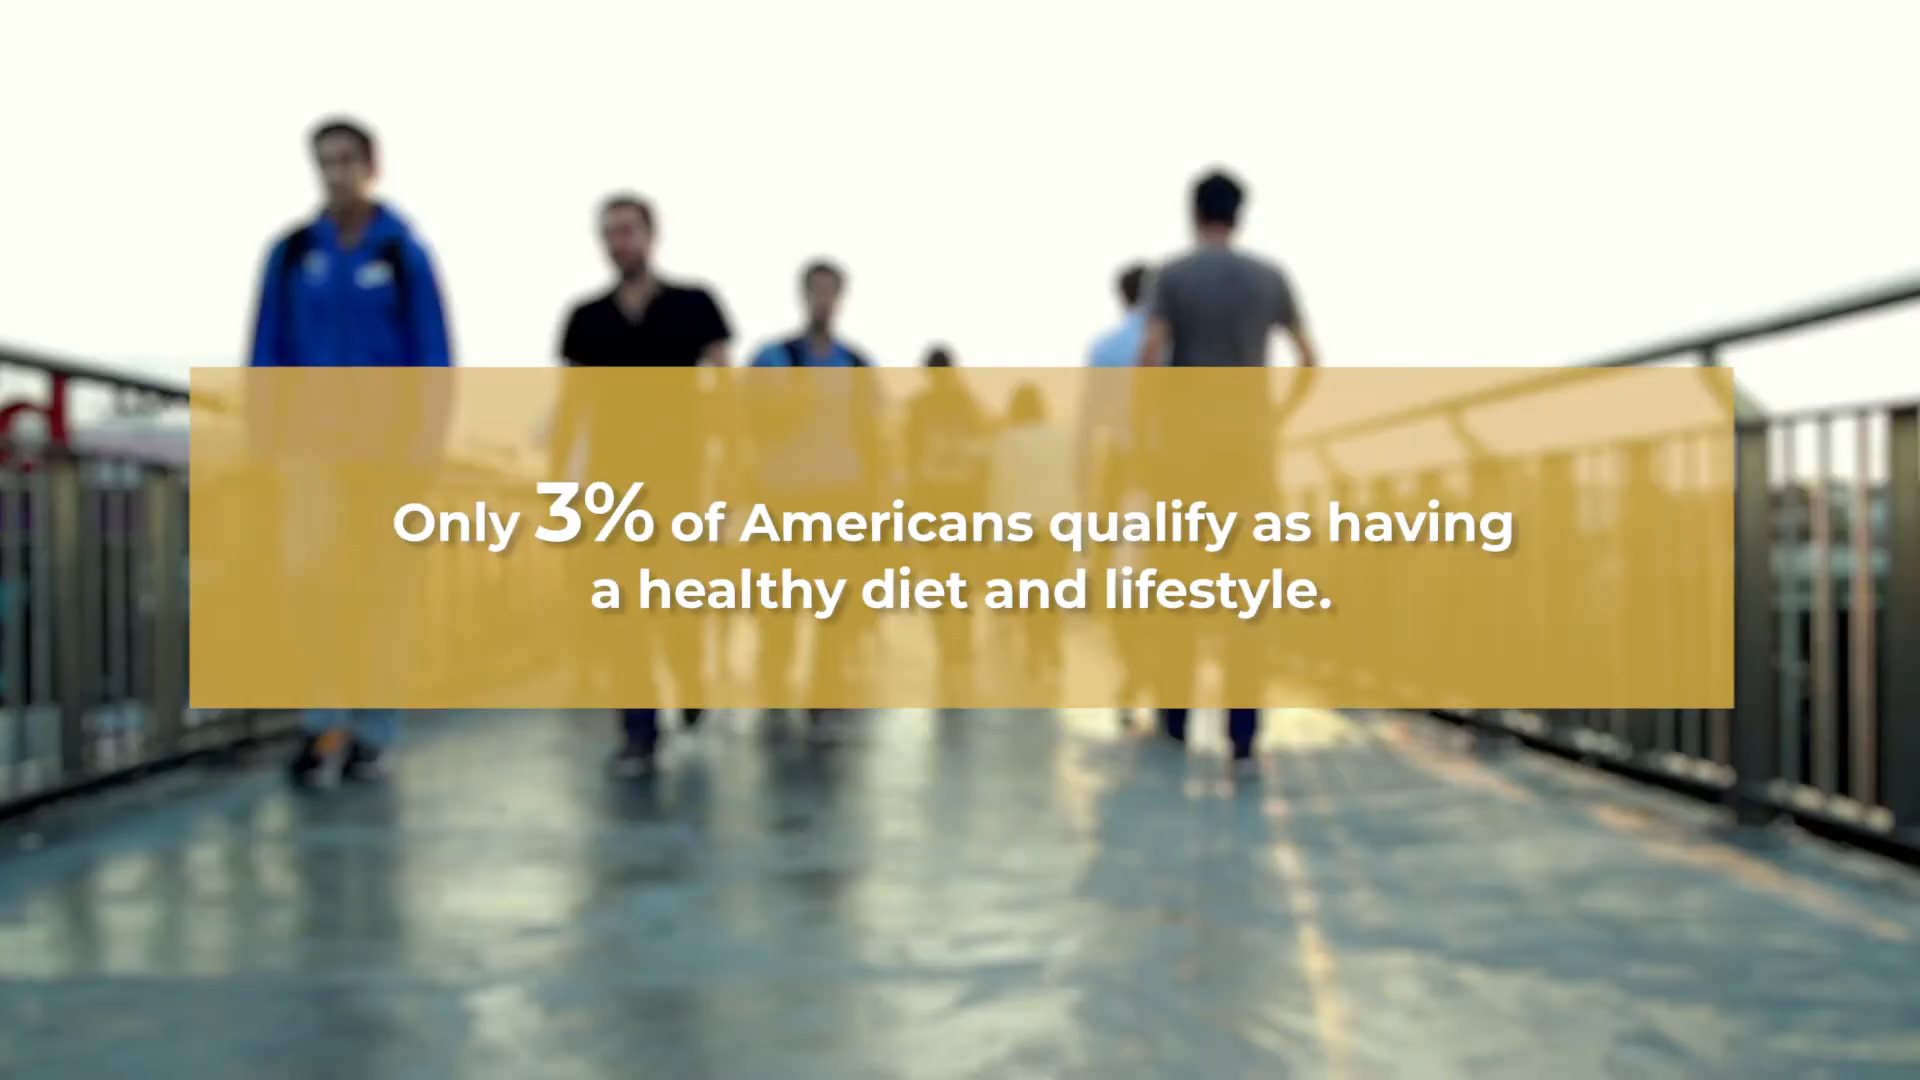 Only 3% of Americans qualify as having
a healthy diet and lifestyle.